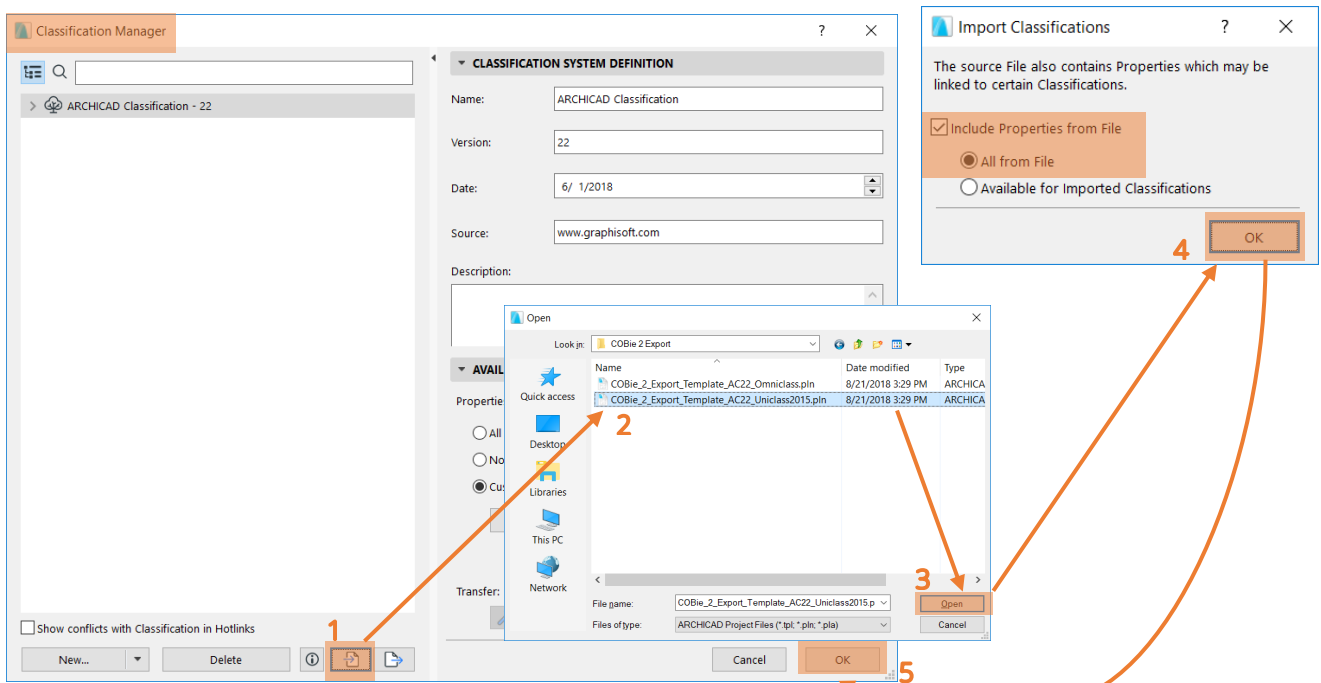 Classification Manager
?
ARCHICAD Classification - 22
CLASSIFICATION SYSTEM DEFINITION
Name:
ARCHICAD Classification
Version:
22
Date:
6/ 1/2018
Source:
www.graphisoft.com
Description:
AVAIL
Propertie
All
No
Cus
Transfer:
Show conflicts with Classification in Hotlinks
1
New...
Delete
Cancel
OK
5
Open
Look in:
COBie 2 Export
Name
Date modified
Type
COBie_2_Export_Template_AC22_Omniclass.pln
8/21/2018 3:29 PM
ARCHICA
COBie_2_Export_Template_AC22_Uniclass2015.pln
8/21/2018 3:29 PM
ARCHICA
2
Quick access
Desktop
Libraries
This PC
Network
3
File name:
COBie_2_Export_Template_AC22_Uniclass2015.p
Open
Files of type:
ARCHICAD Project Files (*.tpl; *.pln; *.pla)
Cancel
Import Classifications
?
The source File also contains Properties which may be
linked to certain Classifications.
Include Properties from File
All from File
Available for Imported Classifications
4
OK